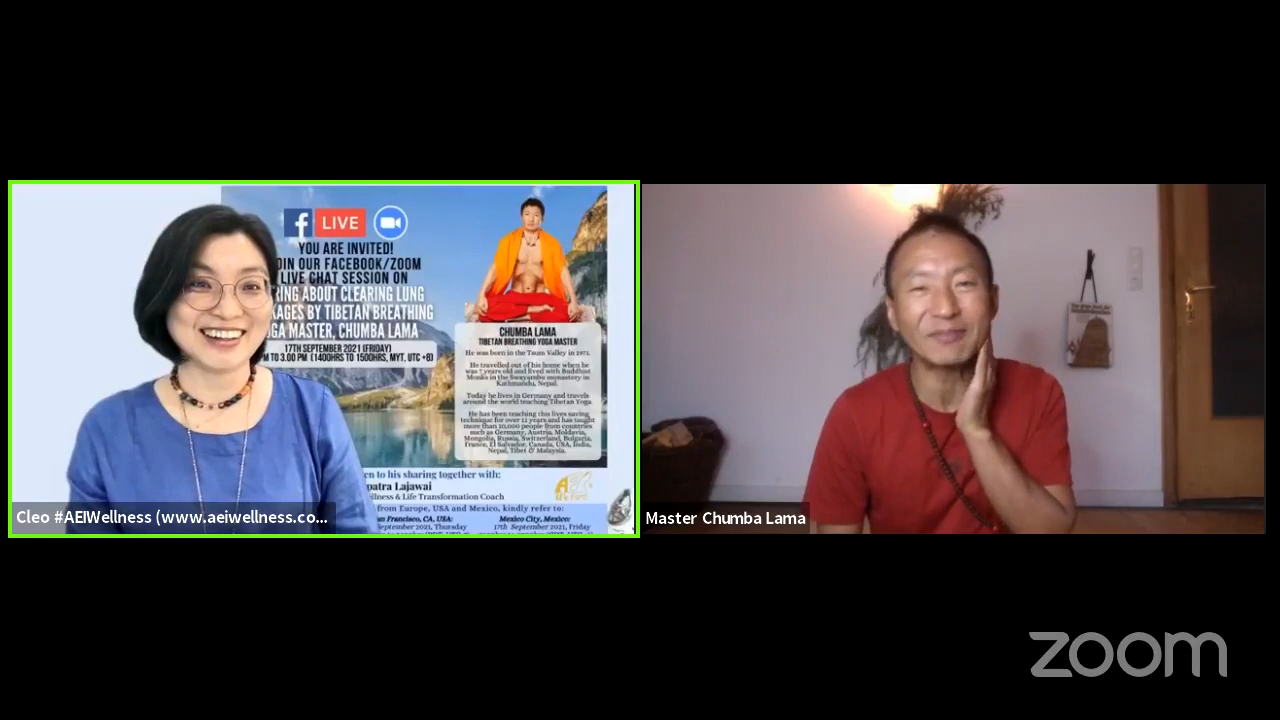 f LIVE
YOU ARE INVITED!
OIN OUR FACEBOOK/ZOOM
LIVE CHAT SESSION ON
RING ABOUT CLEARING LUNG
KAGES BY TIBETAN BREATHING
GA MASTER, CHUMBA LAMA
17TH SEPTEMBER 2021 (FRIDAY)
M TO 3.00 PM (1400HRS TO 1500HRS, MYT, UTC +8)
CHUMBA LAMA
TIBETAN BREATHING YOGA MASTER
He was born in the Tsum Valley in 1971.
He travelled out of his home when he
was 7 years old and lived with Buddhist
Monks in the Swayambu monastery in
Kathmandu, Nepal.
Today he lives in Germany and travels
around the world teaching Tibetan Yoga
He has been teaching this lives saving
technique for over 11 years and has taught
more than 10,000 people from countries
such as Germany, Austria, Moldavia,
Mongolia, Russia, Switzerland, Bulgaria,
France, El Salvador, Canada, USA, India,
Nepal, Tibet & Malaysia.
en to his sharing together with:
patra Lajawai
ellness & Life Transformation Coach
from Europe, USA and Mexico, kindly refer to:
an Francisco, CA, USA:
Mexico City, Mexico:
eptember 2021, Thursday
17th September 2021, Friday
Cleo #AEIWellness (www.aeiwellness.co...
Master Chumba Lama
zoom